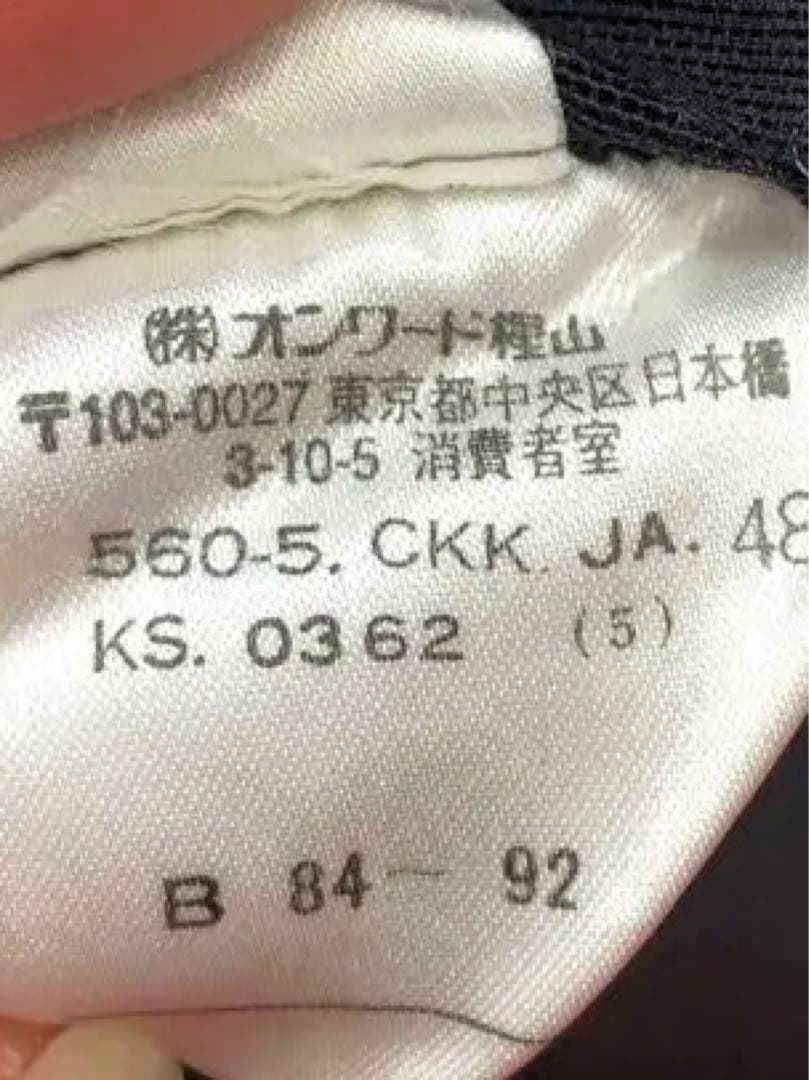 (株)オンワード樫山
〒103-0027 東京都中央区日本橋
3-10-5 消費者室
560-5. CKK. JA. 48
KS. 0362 (5)
B 84－92